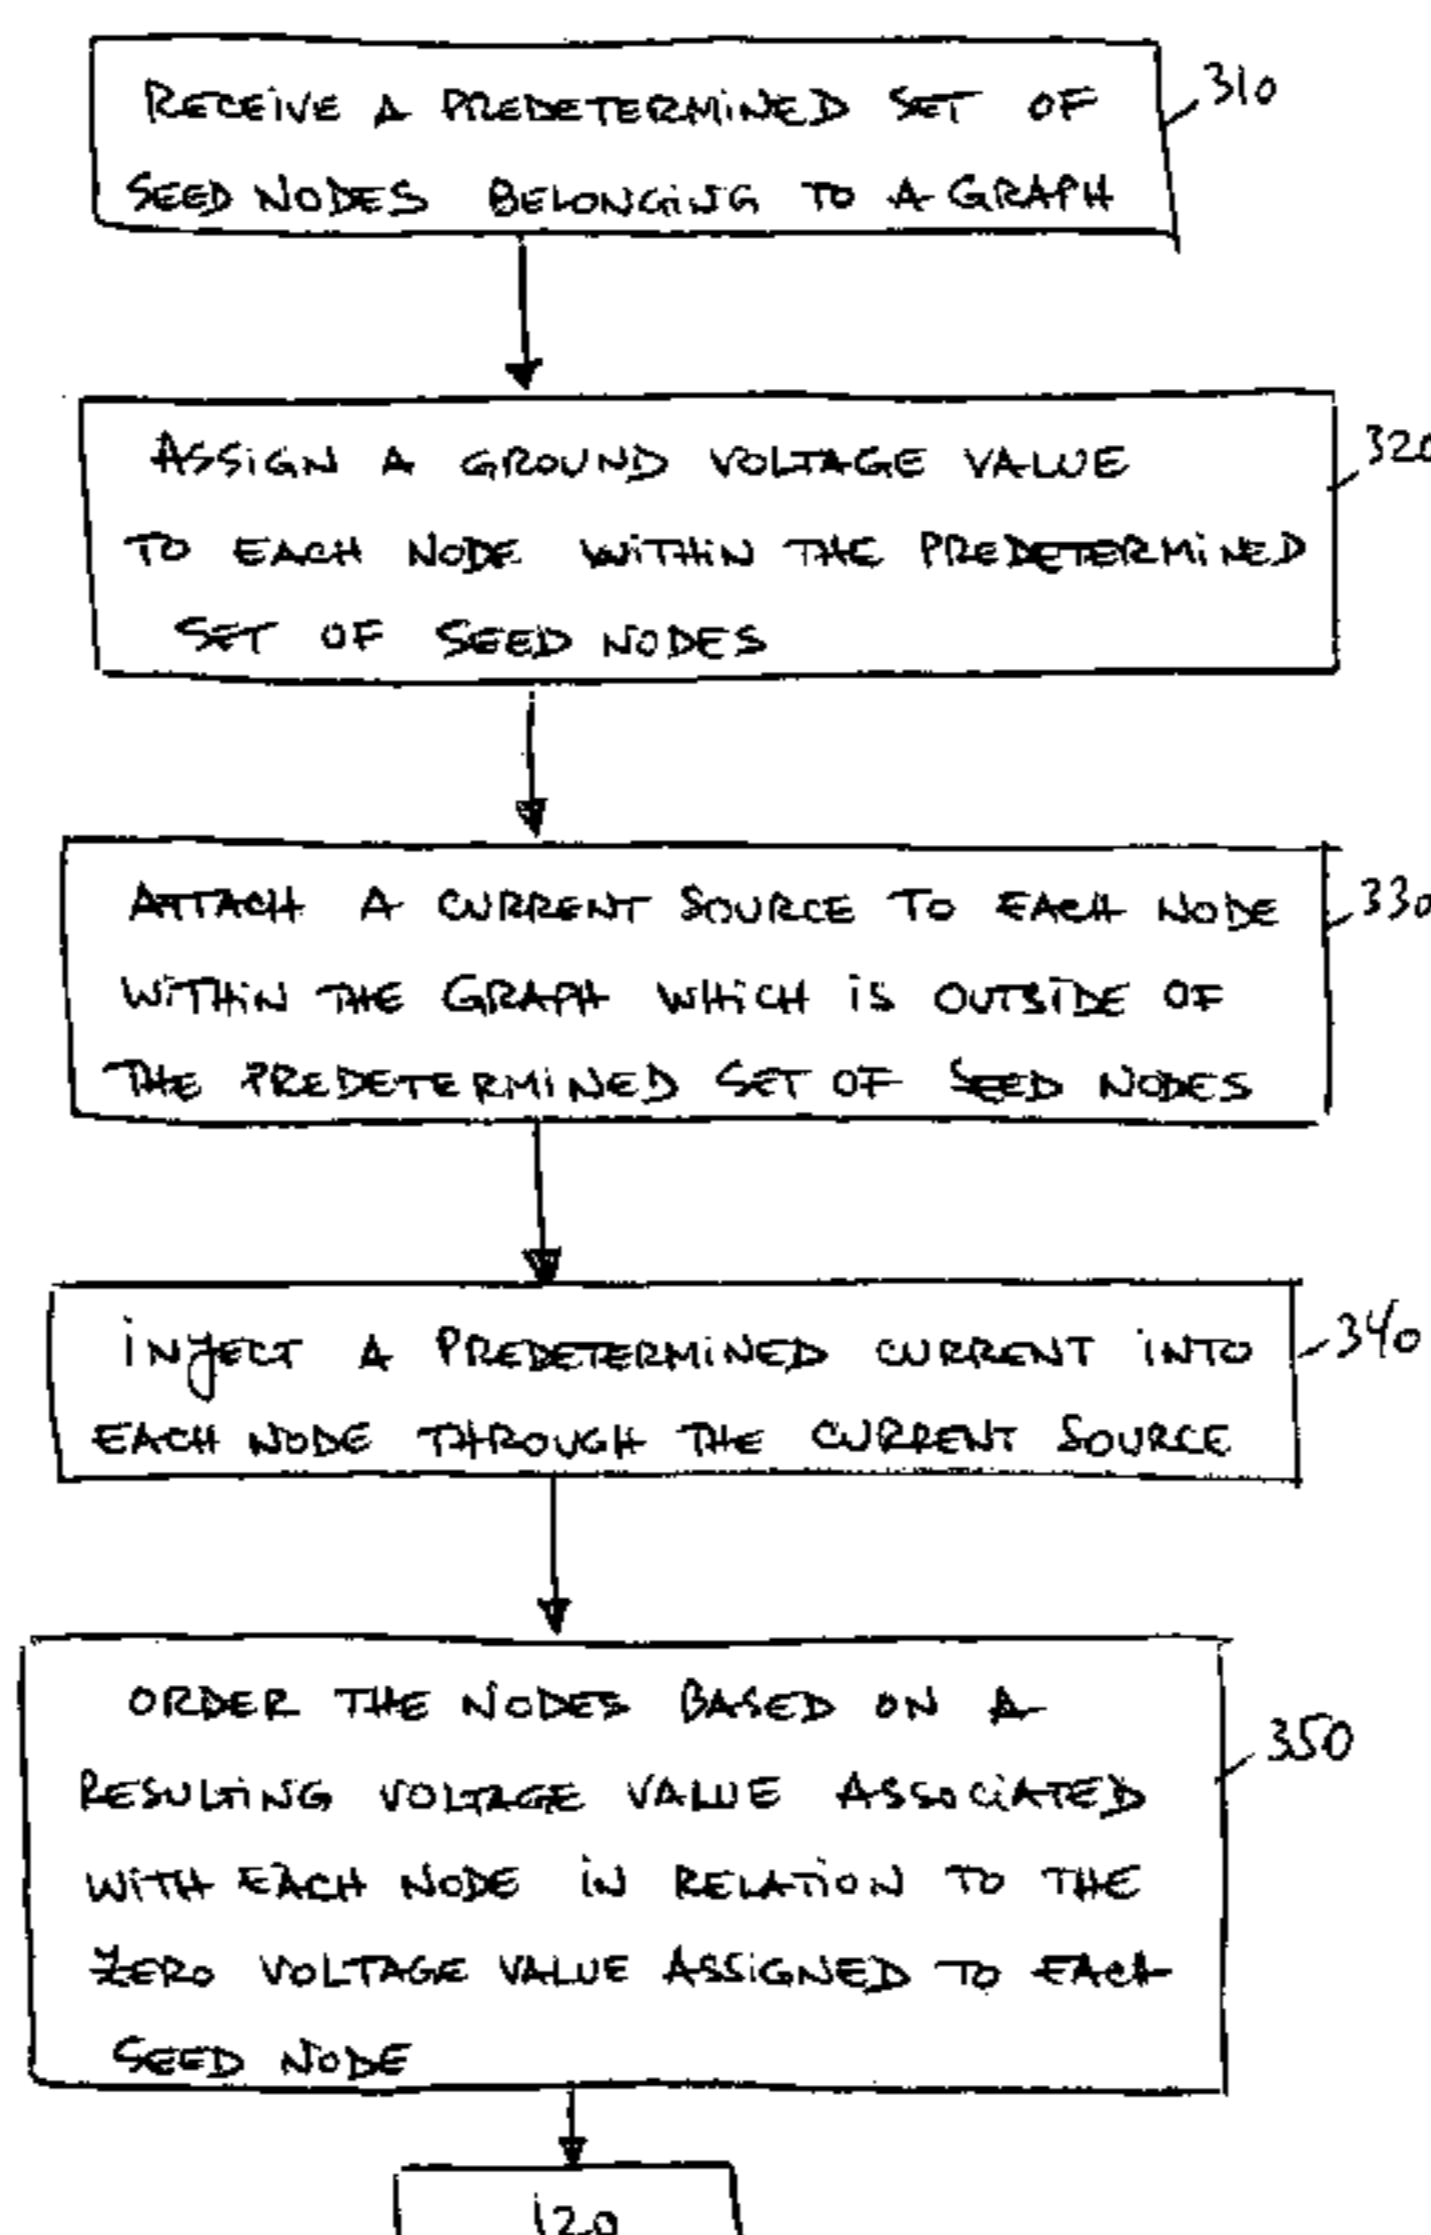 RECEIVE A PREDETERMINED SET OF
310
SEED NODES BELONGING TO A GRAPH
ASSIGN A GROUND VOLTAGE VALUE
320
TO EACH NODE WITHIN THE PREDETERMINED
SET OF SEED NODES
ATTACH A CURRENT SOURCE TO EACH NODE
330
WITHIN THE GRAPH WHICH IS OUTSIDE OF
THE PREDETERMINED SET OF SEED NODES
INJECT A PREDETERMINED CURRENT INTO
340
EACH NODE THROUGH THE CURRENT SOURCE
ORDER THE NODES BASED ON A
350
RESULTING VOLTAGE VALUE ASSOCIATED
WITH EACH NODE IN RELATION TO THE
ZERO VOLTAGE VALUE ASSIGNED TO EACH
SEED NODE
120